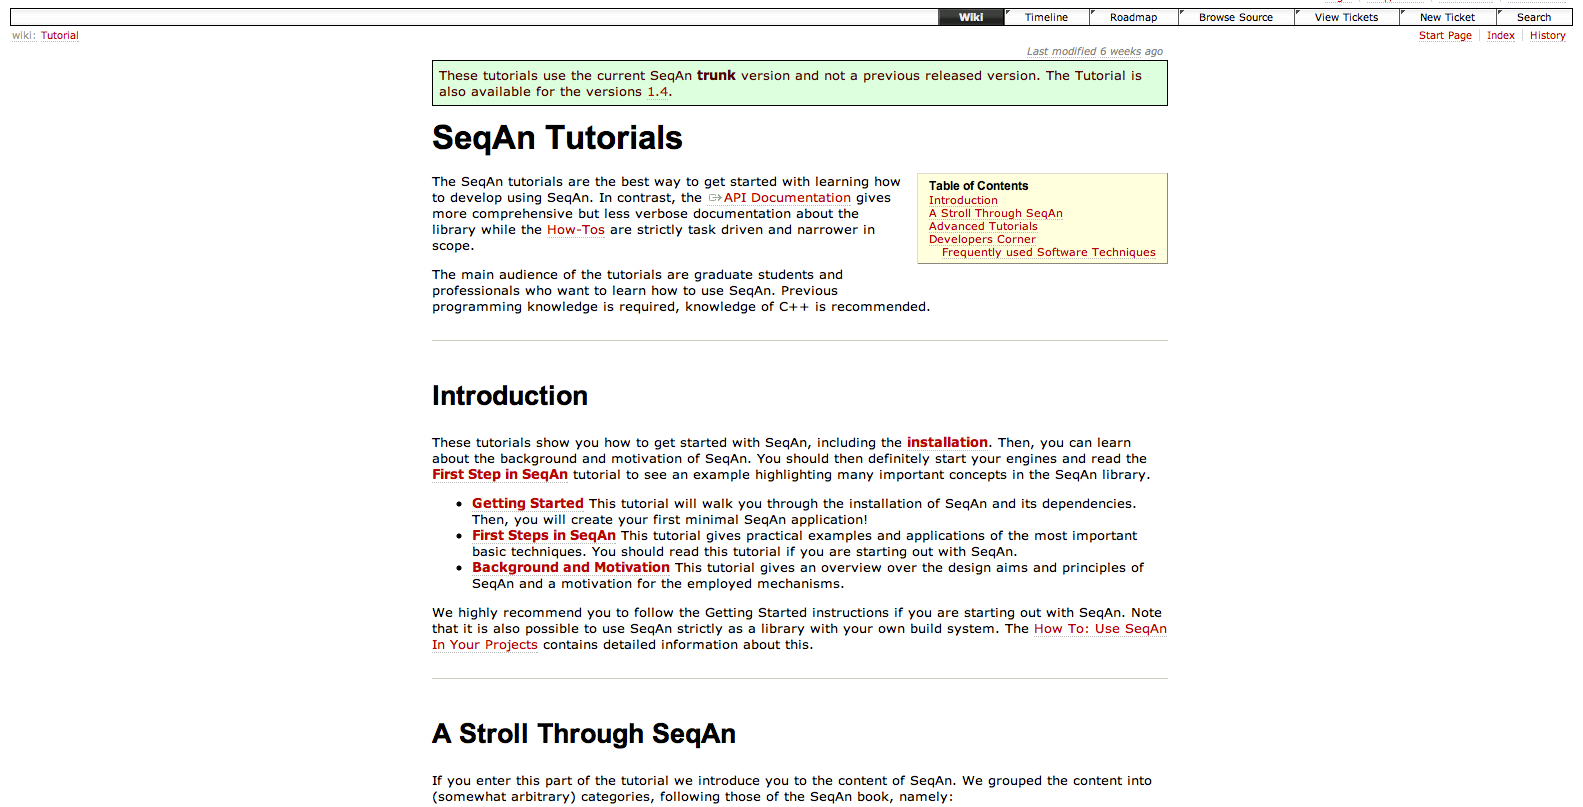 Wiki Timeline Roadmap Browse Source View Tickets New Ticket Search
wiki: Tutorial Start Page Index History
Last modified 6 weeks ago
These tutorials use the current SeqAn trunk version and not a previous released version. The Tutorial is
also available for the versions 1.4.
SeqAn Tutorials
The SeqAn tutorials are the best way to get started with learning how
to develop using SeqAn. In contrast, the API Documentation gives
more comprehensive but less verbose documentation about the
library while the How-Tos are strictly task driven and narrower in
scope.
Table of Contents
Introduction
A Stroll Through SeqAn
Advanced Tutorials
Developers Corner
Frequently used Software Techniques
The main audience of the tutorials are graduate students and
professionals who want to learn how to use SeqAn. Previous
programming knowledge is required, knowledge of C++ is recommended.
Introduction
These tutorials show you how to get started with SeqAn, including the installation. Then, you can learn
about the background and motivation of SeqAn. You should then definitely start your engines and read the
First Step in SeqAn tutorial to see an example highlighting many important concepts in the SeqAn library.
• Getting Started This tutorial will walk you through the installation of SeqAn and its dependencies.
Then, you will create your first minimal SeqAn application!
• First Steps in SeqAn This tutorial gives practical examples and applications of the most important
basic techniques. You should read this tutorial if you are starting out with SeqAn.
• Background and Motivation This tutorial gives an overview over the design aims and principles of
SeqAn and a motivation for the employed mechanisms.
We highly recommend you to follow the Getting Started instructions if you are starting out with SeqAn. Note
that it is also possible to use SeqAn strictly as a library with your own build system. The How To: Use SeqAn
In Your Projects contains detailed information about this.
A Stroll Through SeqAn
If you enter this part of the tutorial we introduce you to the content of SeqAn. We grouped the content into
(somewhat arbitrary) categories, following those of the SeqAn book, namely: